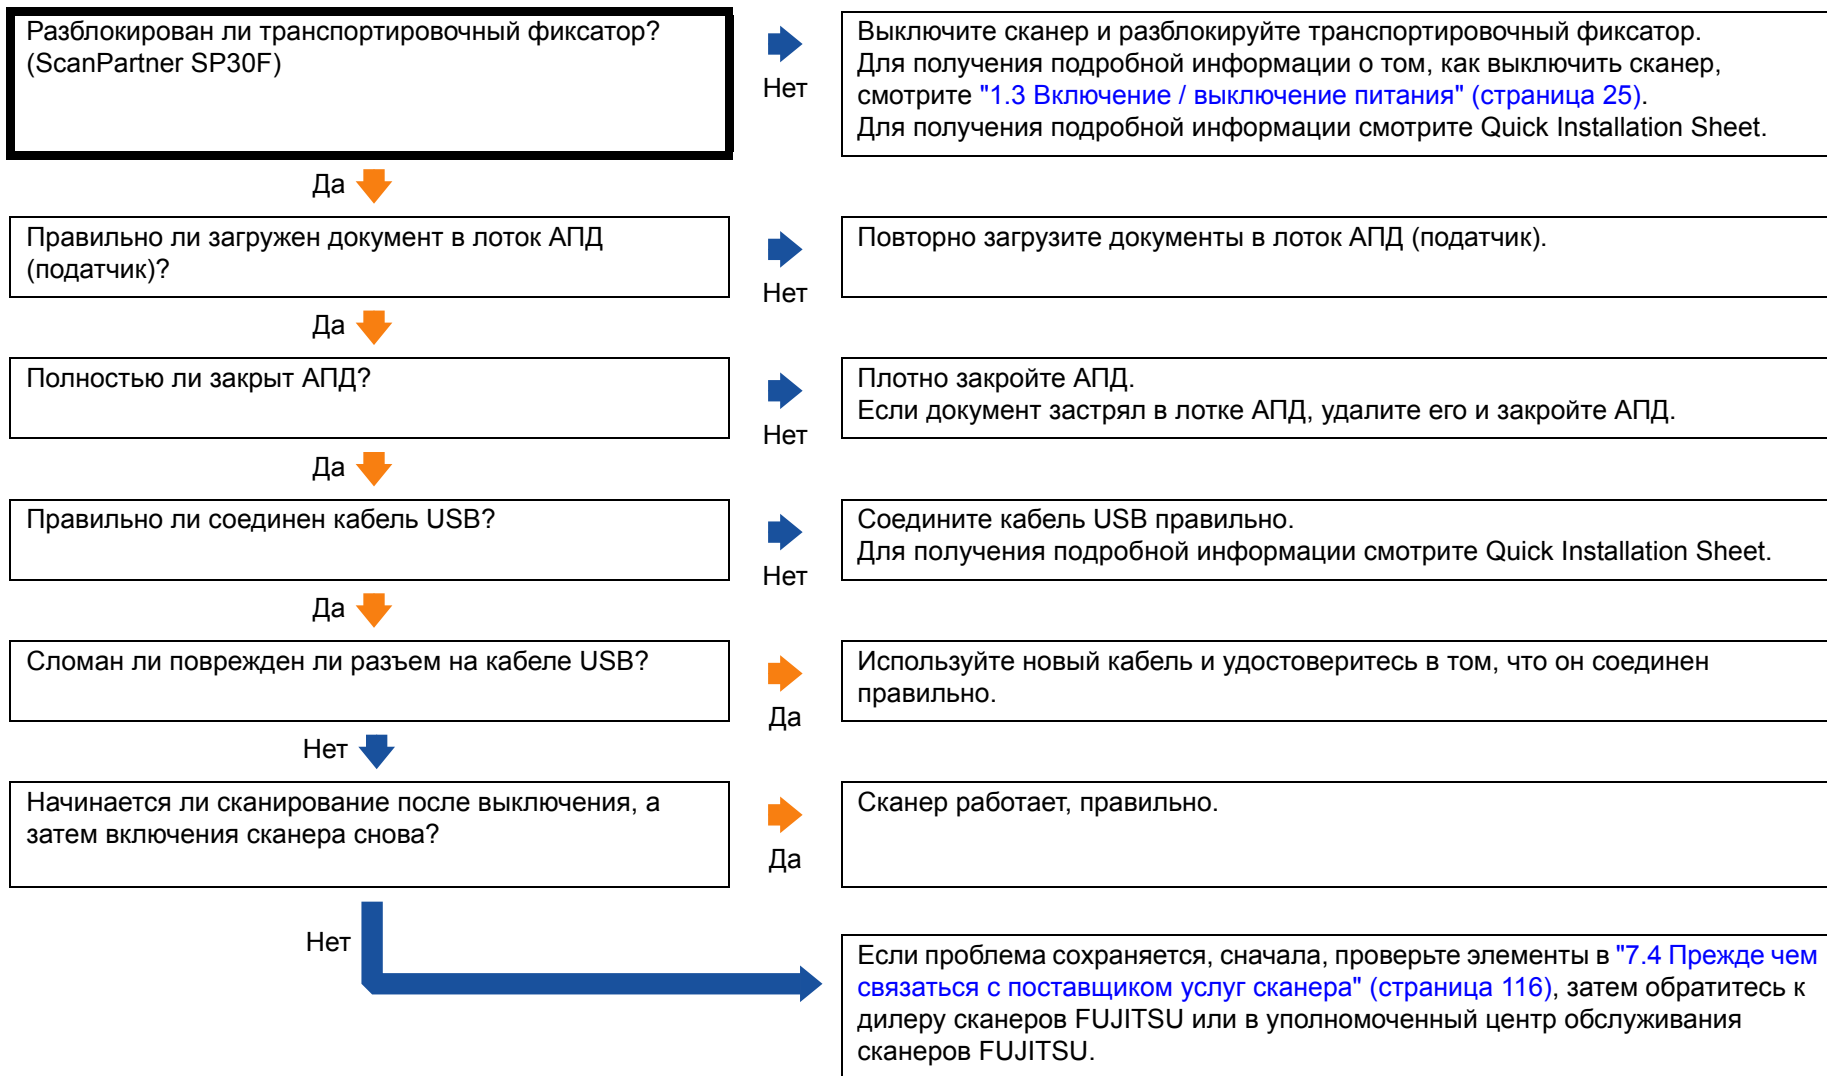 Разблокирован ли транспортировочный фиксатор?
(ScanPartner SP30F)
Нет
Выключите сканер и разблокируйте транспортировочный фиксатор.
Для получения подробной информации о том, как выключить сканер,
смотрите "1.3 Включение / выключение питания" (страница 25).
Для получения подробной информации смотрите Quick Installation Sheet.
Да
Правильно ли загружен документ в лоток АПД
(податчик)?
Нет
Повторно загрузите документы в лоток АПД (податчик).
Да
Полностью ли закрыт АПД?
Нет
Плотно закройте АПД.
Если документ застрял в лотке АПД, удалите его и закройте АПД.
Да
Правильно ли соединен кабель USB?
Нет
Соедините кабель USB правильно.
Для получения подробной информации смотрите Quick Installation Sheet.
Да
Сломан ли поврежден ли разъем на кабеле USB?
Да
Используйте новый кабель и удостоверитесь в том, что он соединен
правильно.
Нет
Начинается ли сканирование после выключения, а
затем включения сканера снова?
Да
Сканер работает, правильно.
Нет
Если проблема сохраняется, сначала, проверьте элементы в "7.4 Прежде чем
связаться с поставщиком услуг сканера" (страница 116), затем обратитесь к
дилеру сканеров FUJITSU или в уполномоченный центр обслуживания
сканеров FUJITSU.